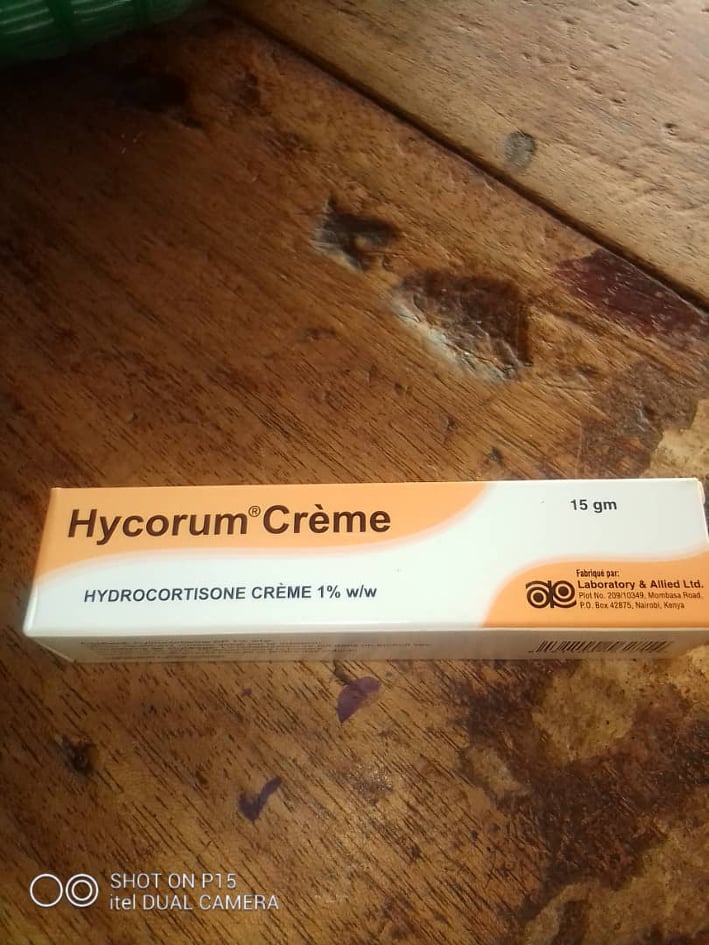 Hycorum® Crème
15 gm
HYDROCORTISONE CRÈME 1% w/w
Fabriqué par:
Laboratory & Allied Ltd.
Plot No. 209/10349, Mombasa Road,
P.O. Box 42875, Nairobi, Kenya
SHOT ON P15
itel DUAL CAMERA